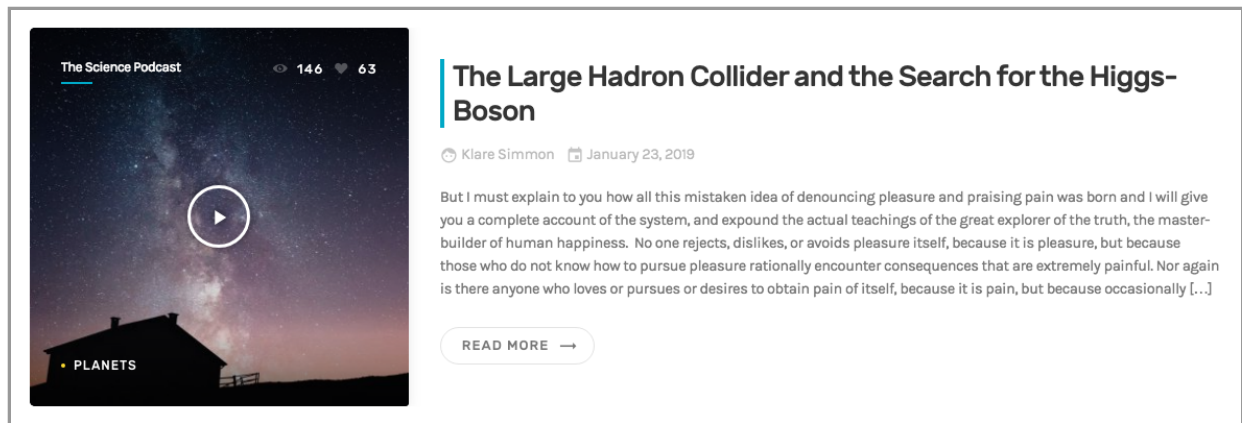 The Science Podcast
146 63
PLANETS
The Large Hadron Collider and the Search for the Higgs-
Boson
Klare Simmon January 23, 2019
But I must explain to you how all this mistaken idea of denouncing pleasure and praising pain was born and I will give
you a complete account of the system, and expound the actual teachings of the great explorer of the truth, the master-
builder of human happiness. No one rejects, dislikes, or avoids pleasure itself, because it is pleasure, but because
those who do not know how to pursue pleasure rationally encounter consequences that are extremely painful. Nor again
is there anyone who loves or pursues or desires to obtain pain of itself, because it is pain, but because occasionally […]
READ MORE